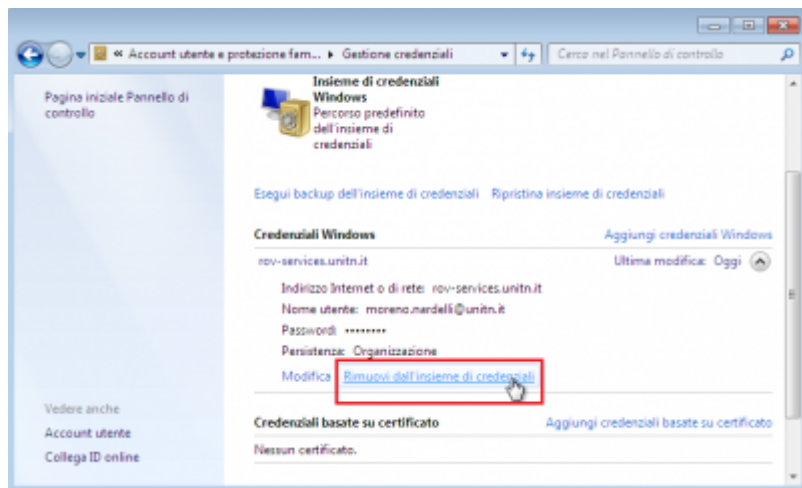 « Account utente e protezione fam... ▸ Gestione credenziali
Cerca nel Pannello di controllo
Pagina iniziale Pannello di
controllo
Insieme di credenziali
Windows
Percorso predefinito
dell'insieme di
credenziali
Esegui backup dell'insieme di credenziali Ripristina insieme di credenziali
Credenziali Windows Aggiungi credenziali Windows
rov-services.unitn.it Ultima modifica: Oggi
Indirizzo Internet o di rete: rov-services.unitn.it
Nome utente: moreno.nardelli@unitn.it
Password: ••••••••
Persistenza: Organizzazione
Modifica Rimuovi dall'insieme di credenziali
Vedere anche
Account utente
Collega ID online
Credenziali basate su certificato Aggiungi credenziali basate su certificato
Nessun certificato.